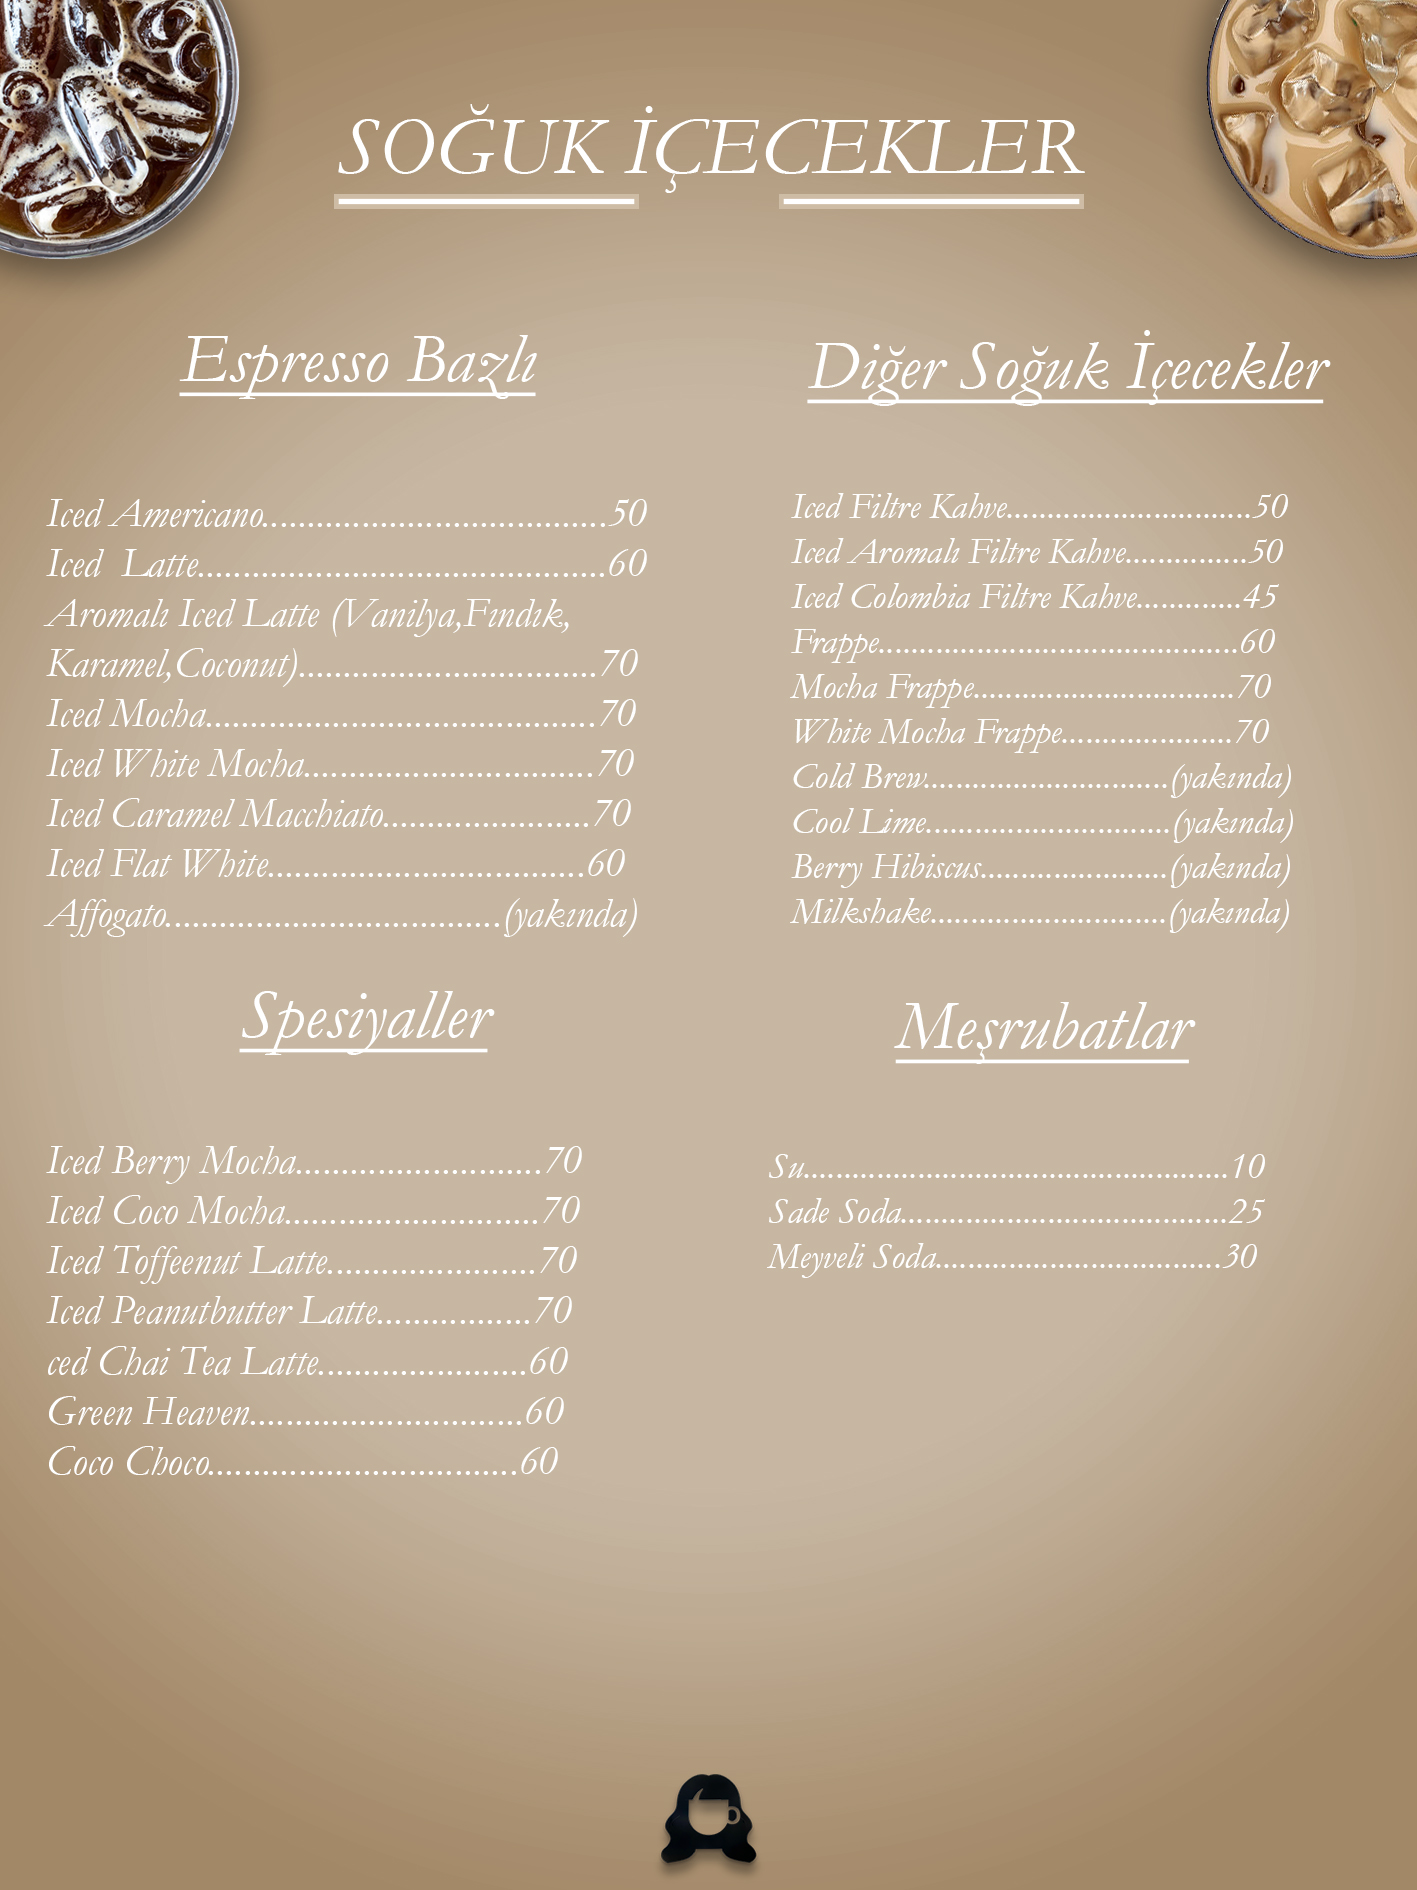 SOĞUK İÇECEKLER
Espresso Bazlı
Iced Americano.......................................50
Iced  Latte..............................................60
Aromalı Iced Latte (Vanilya,Fındık,
Karamel,Coconut)..................................70
Iced Mocha............................................70
Iced White Mocha.................................70
Iced Caramel Macchiato........................70
Iced Flat White....................................60
Affogato......................................(yakında)
Diğer Soğuk İçecekler
Iced Filtre Kahve..............................50
Iced Aromalı Filtre Kahve...............50
Iced Colombia Filtre Kahve.............45
Frappe............................................60
Mocha Frappe................................70
White Mocha Frappe.....................70
Cold Brew..............................(yakında)
Cool Lime..............................(yakında)
Berry Hibiscus.......................(yakında)
Milkshake.............................(yakında)
Spesiyaller
Iced Berry Mocha...........................70
Iced Coco Mocha............................70
Iced Toffeenut Latte.......................70
Iced Peanutbutter Latte.................70
ced Chai Tea Latte.......................60
Green Heaven..............................60
Coco Choco..................................60
Meşrubatlar
Su....................................................10
Sade Soda........................................25
Meyveli Soda...................................30